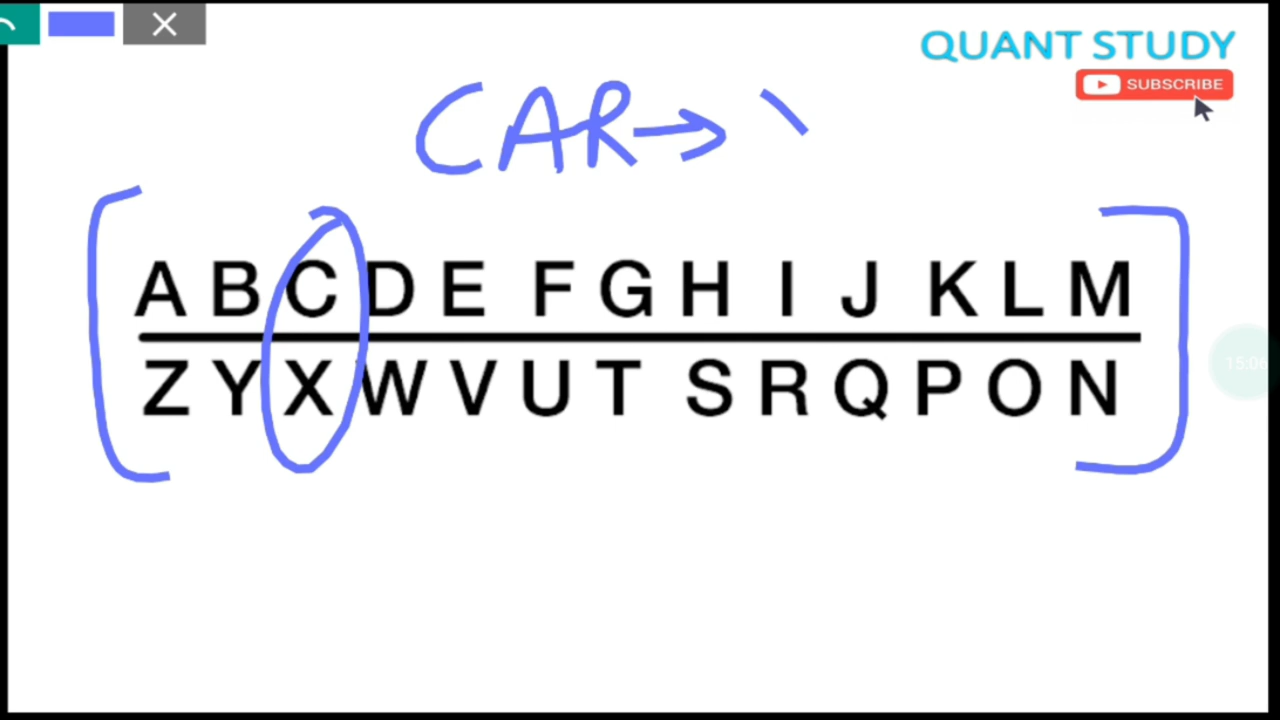 QUANT STUDY
SUBSCRIBE
CAR→
A B C D E F G H I J K L M
Z Y X W V U T S R Q P O N